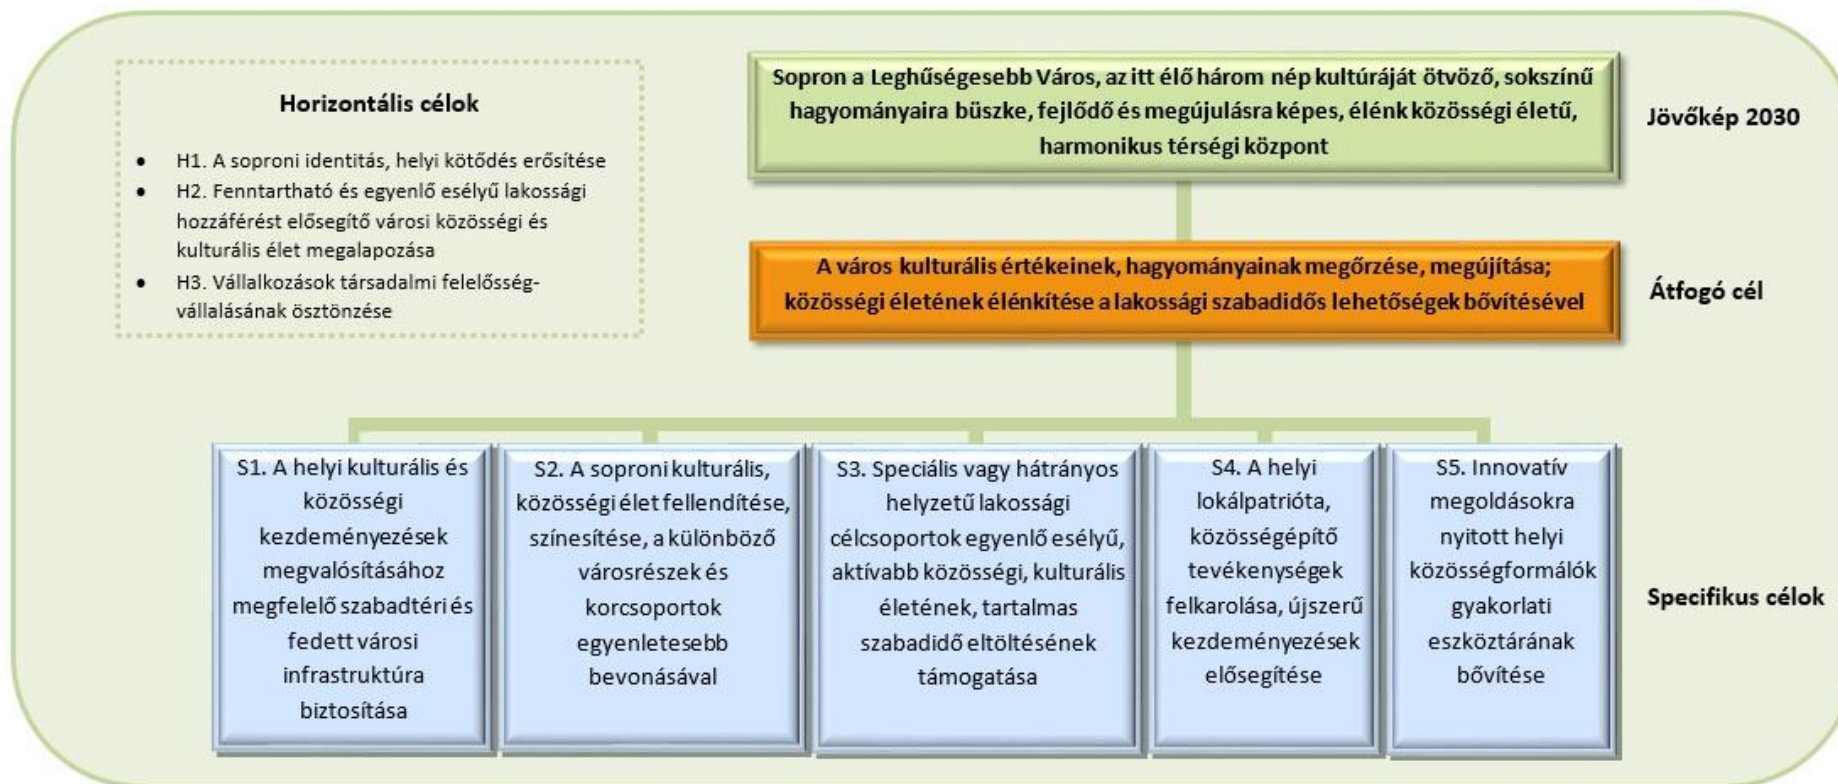 Horizontális célok
• H1. A soproni identitás, helyi kötődés erősítése
• H2. Fenntartható és egyenlő esélyű lakossági
hozzáférést elősegítő városi közösségi és
kulturális élet megalapozása
• H3. Vállalkozások társadalmi felelősség-
vállalásának ösztönzése
Sopron a Leghűségesebb Város, az itt élő három nép kultúráját ötvöző, sokszínű
hagyományaira büszke, fejlődő és megújulásra képes, élénk közösségi életű,
harmonikus térségi központ
Jövőkép 2030
A város kulturális értékeinek, hagyományainak megőrzése, megújítása;
közösségi életének élénkítése a lakossági szabadidős lehetőségek bővítésével
Átfogó cél
S1. A helyi kulturális és
közösségi
kezdeményezések
megvalósításához
megfelelő szabadtéri és
fedett városi
infrastruktúra
biztosítása
S2. A soproni kulturális,
közösségi élet fellendítése,
színesítése, a különböző
városrészek és
korcsoportok
egyenletesebb
bevonásával
S3. Speciális vagy hátrányos
helyzetű lakossági
célcsoportok egyenlő esélyű,
aktívabb közösségi, kulturális
életének, tartalmas
szabadidő eltöltésének
támogatása
S4. A helyi
lokálpatrióta,
közösségépítő
tevékenységek
felkarolása, újszerű
kezdeményezések
elősegítése
S5. Innovatív
megoldásokra
nyitott helyi
közösségformálók
gyakorlati
eszköztárának
bővítése
Specifikus célok